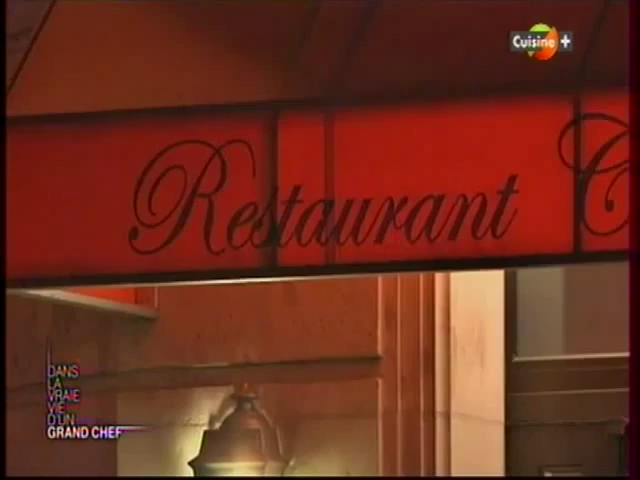 Cuisine +
Restaurant C
DANS
LA
VRAIE
VIE
D'UN
GRAND CHEF